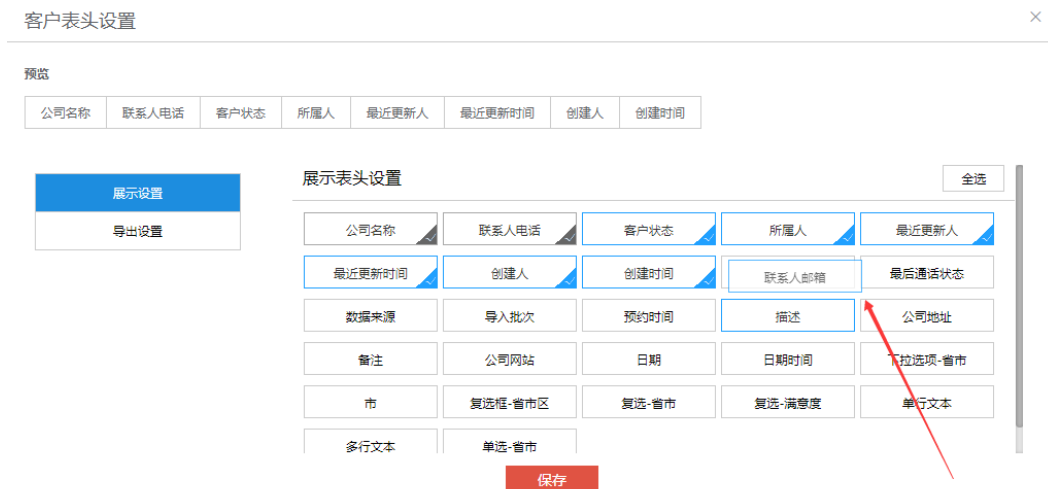 客户表头设置
预览
公司名称 联系人电话 客户状态 所属人 最近更新人 最近更新时间 创建人 创建时间
展示设置
导出设置
展示表头设置 全选
公司名称 联系人电话 客户状态 所属人 最近更新人
最近更新时间 创建人 创建时间 联系人邮箱 最后通话状态
数据来源 导入批次 预约时间 描述 公司地址
备注 公司网站 日期 日期时间 下拉选项-省市
市 复选框-省市区 复选-省市 复选-满意度 单行文本
多行文本 单选-省市
保存